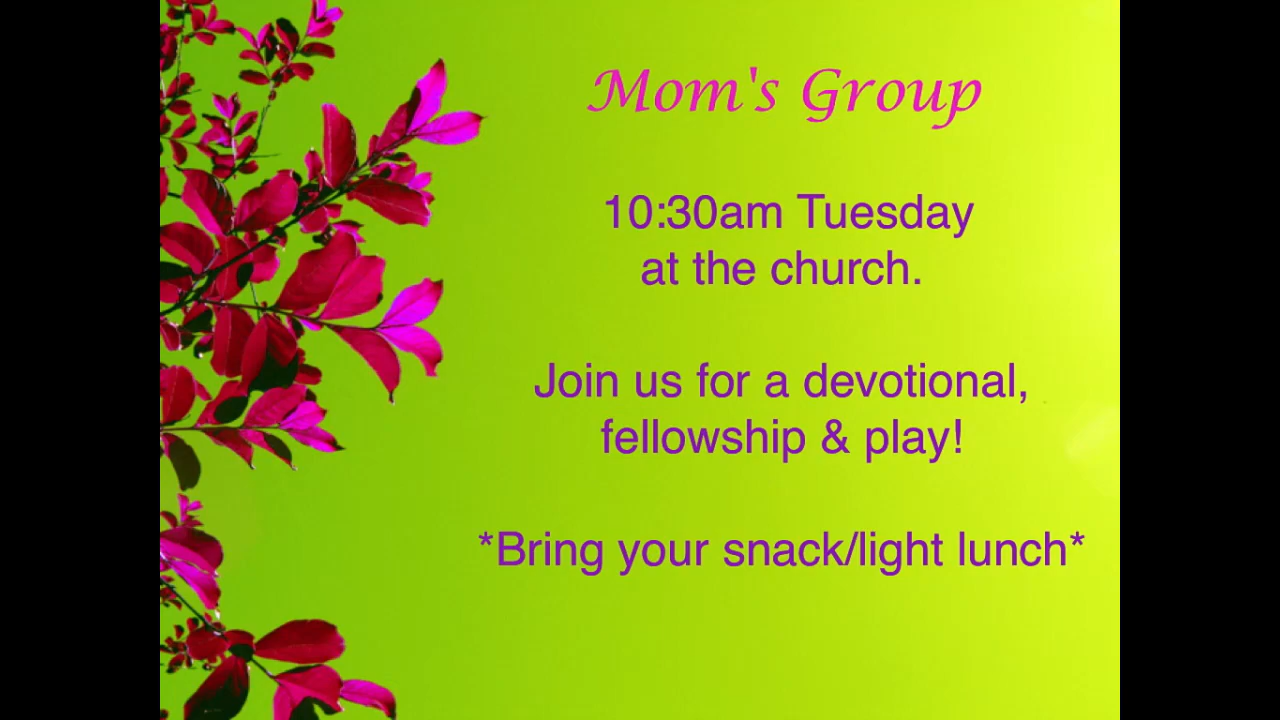 Mom's Group
10:30am Tuesday
at the church.
Join us for a devotional,
fellowship & play!
*Bring your snack/light lunch*